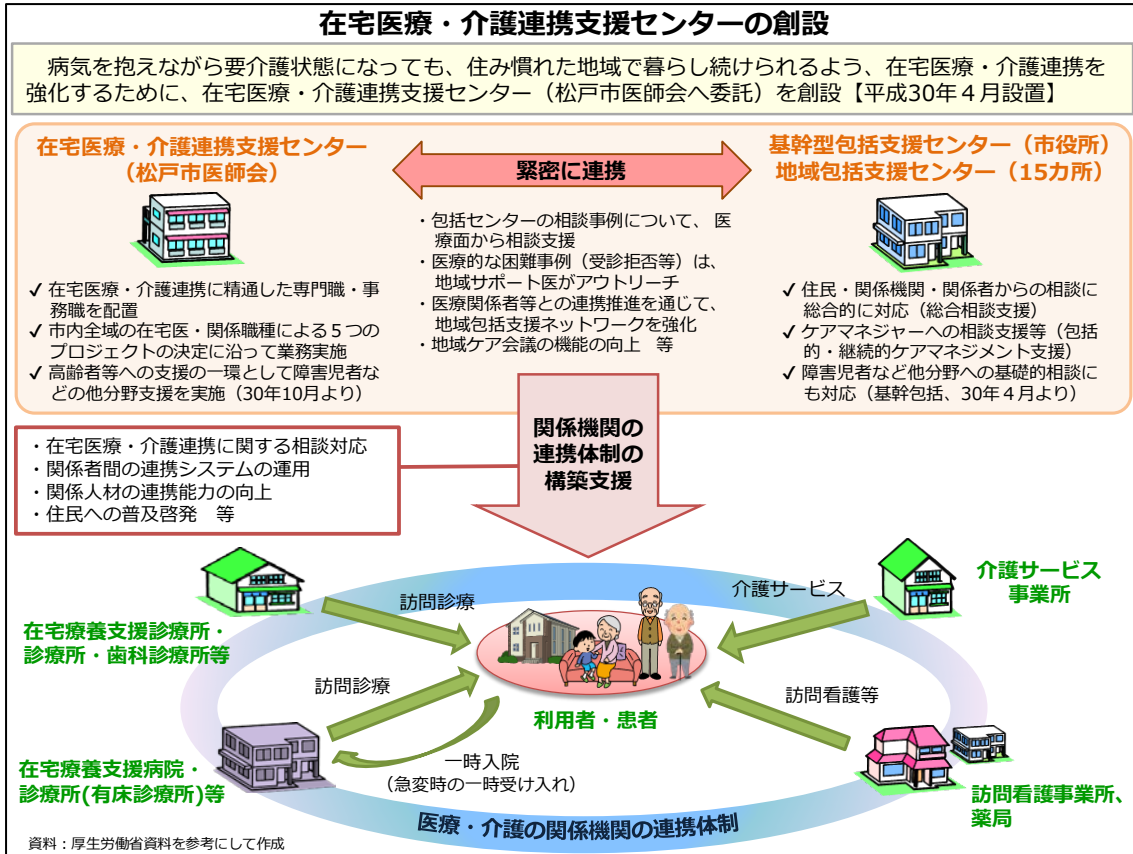 在宅医療・介護連携支援センターの創設
病気を抱えながら要介護状態になっても、住み慣れた地域で暮らし続けられるよう、在宅医療・介護連携を
強化するために、在宅医療・介護連携支援センター（松戸市医師会へ委託）を創設【平成30年４月設置】
在宅医療・介護連携支援センター
（松戸市医師会）
緊密に連携
基幹型包括支援センター（市役所）
地域包括支援センター（15カ所）
✓ 在宅医療・介護連携に精通した専門職・事
務職を配置
✓ 市内全域の在宅医・関係職種による５つの
プロジェクトの決定に沿って業務実施
✓ 高齢者等への支援の一環として障害児者な
どの他分野支援を実施（30年10月より）
・包括センターの相談事例について、 医
療面から相談支援
・医療的な困難事例（受診拒否等）は、
地域サポート医がアウトリーチ
・医療関係者等との連携推進を通じて、
地域包括支援ネットワークを強化
・地域ケア会議の機能の向上　等
✓ 住民・関係機関・関係者からの相談に
総合的に対応（総合相談支援）
✓ ケアマネジャーへの相談支援等（包括
的・継続的ケアマネジメント支援）
✓ 障害児者など他分野への基礎的相談に
も対応（基幹包括、30年４月より）
関係機関の
連携体制の
構築支援
・在宅医療・介護連携に関する相談対応
・関係者間の連携システムの運用
・関係人材の連携能力の向上
・住民への普及啓発　等
訪問診療
介護サービス
介護サービス
事業所
在宅療養支援診療所・
診療所・歯科診療所等
訪問診療
訪問看護等
利用者・患者
一時入院
（急変時の一時受け入れ）
在宅療養支援病院・
診療所(有床診療所)等
訪問看護事業所、
薬局
医療・介護の関係機関の連携体制
資料：厚生労働省資料を参考にして作成